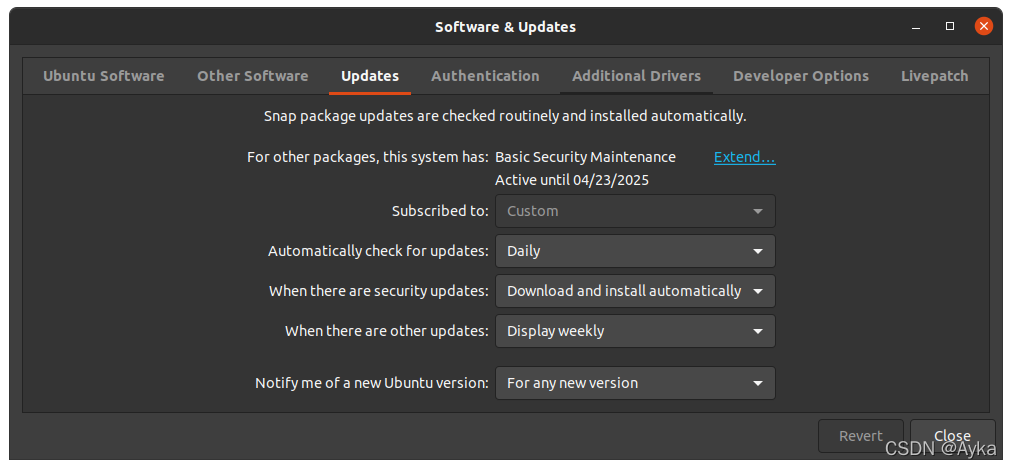 Software & Updates
Ubuntu Software Other Software Updates Authentication Additional Drivers Developer Options Livepatch
Snap package updates are checked routinely and installed automatically.
For other packages, this system has: Basic Security Maintenance Extend...
Active until 04/23/2025
Subscribed to: Custom
Automatically check for updates: Daily
When there are security updates: Download and install automatically
When there are other updates: Display weekly
Notify me of a new Ubuntu version: For any new version
Revert Close
CSDN @Ayka